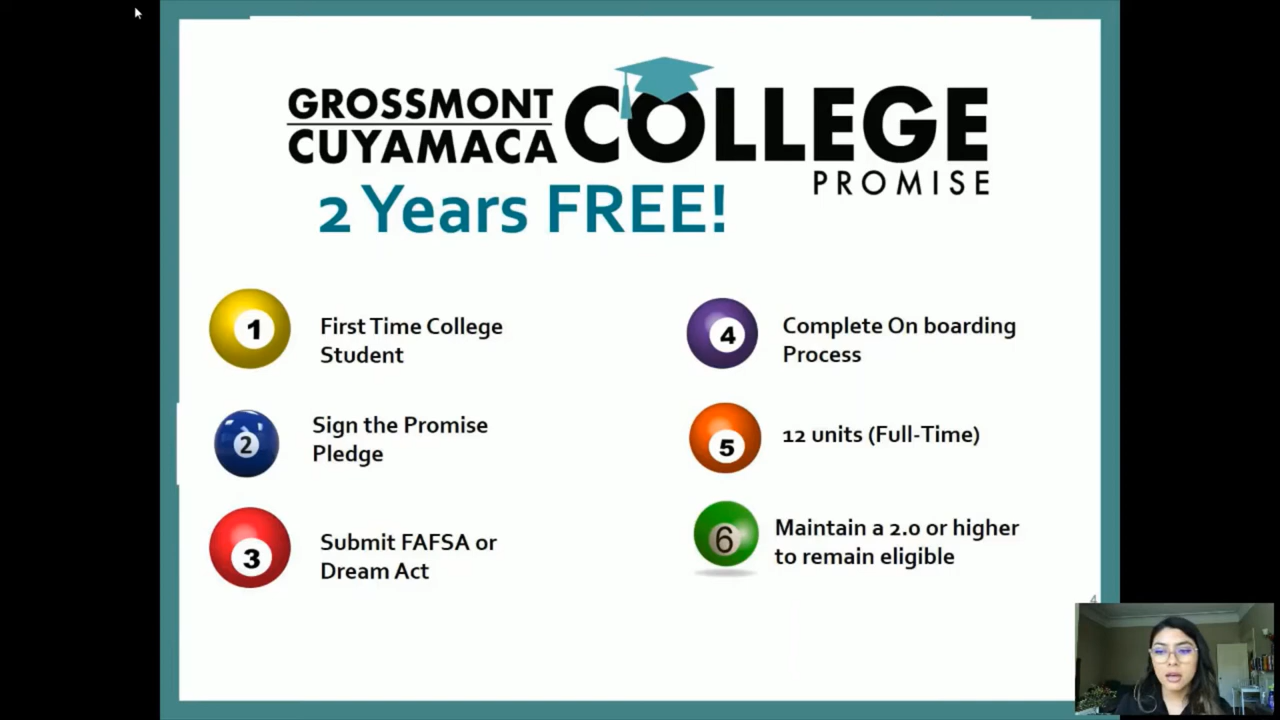 GROSSMONT
CUYAMACA
COLLEGE
PROMISE
2 Years FREE!
1
First Time College
Student
2
Sign the Promise
Pledge
3
Submit FAFSA or
Dream Act
4
Complete On boarding
Process
5
12 units (Full-Time)
6
Maintain a 2.0 or higher
to remain eligible
4